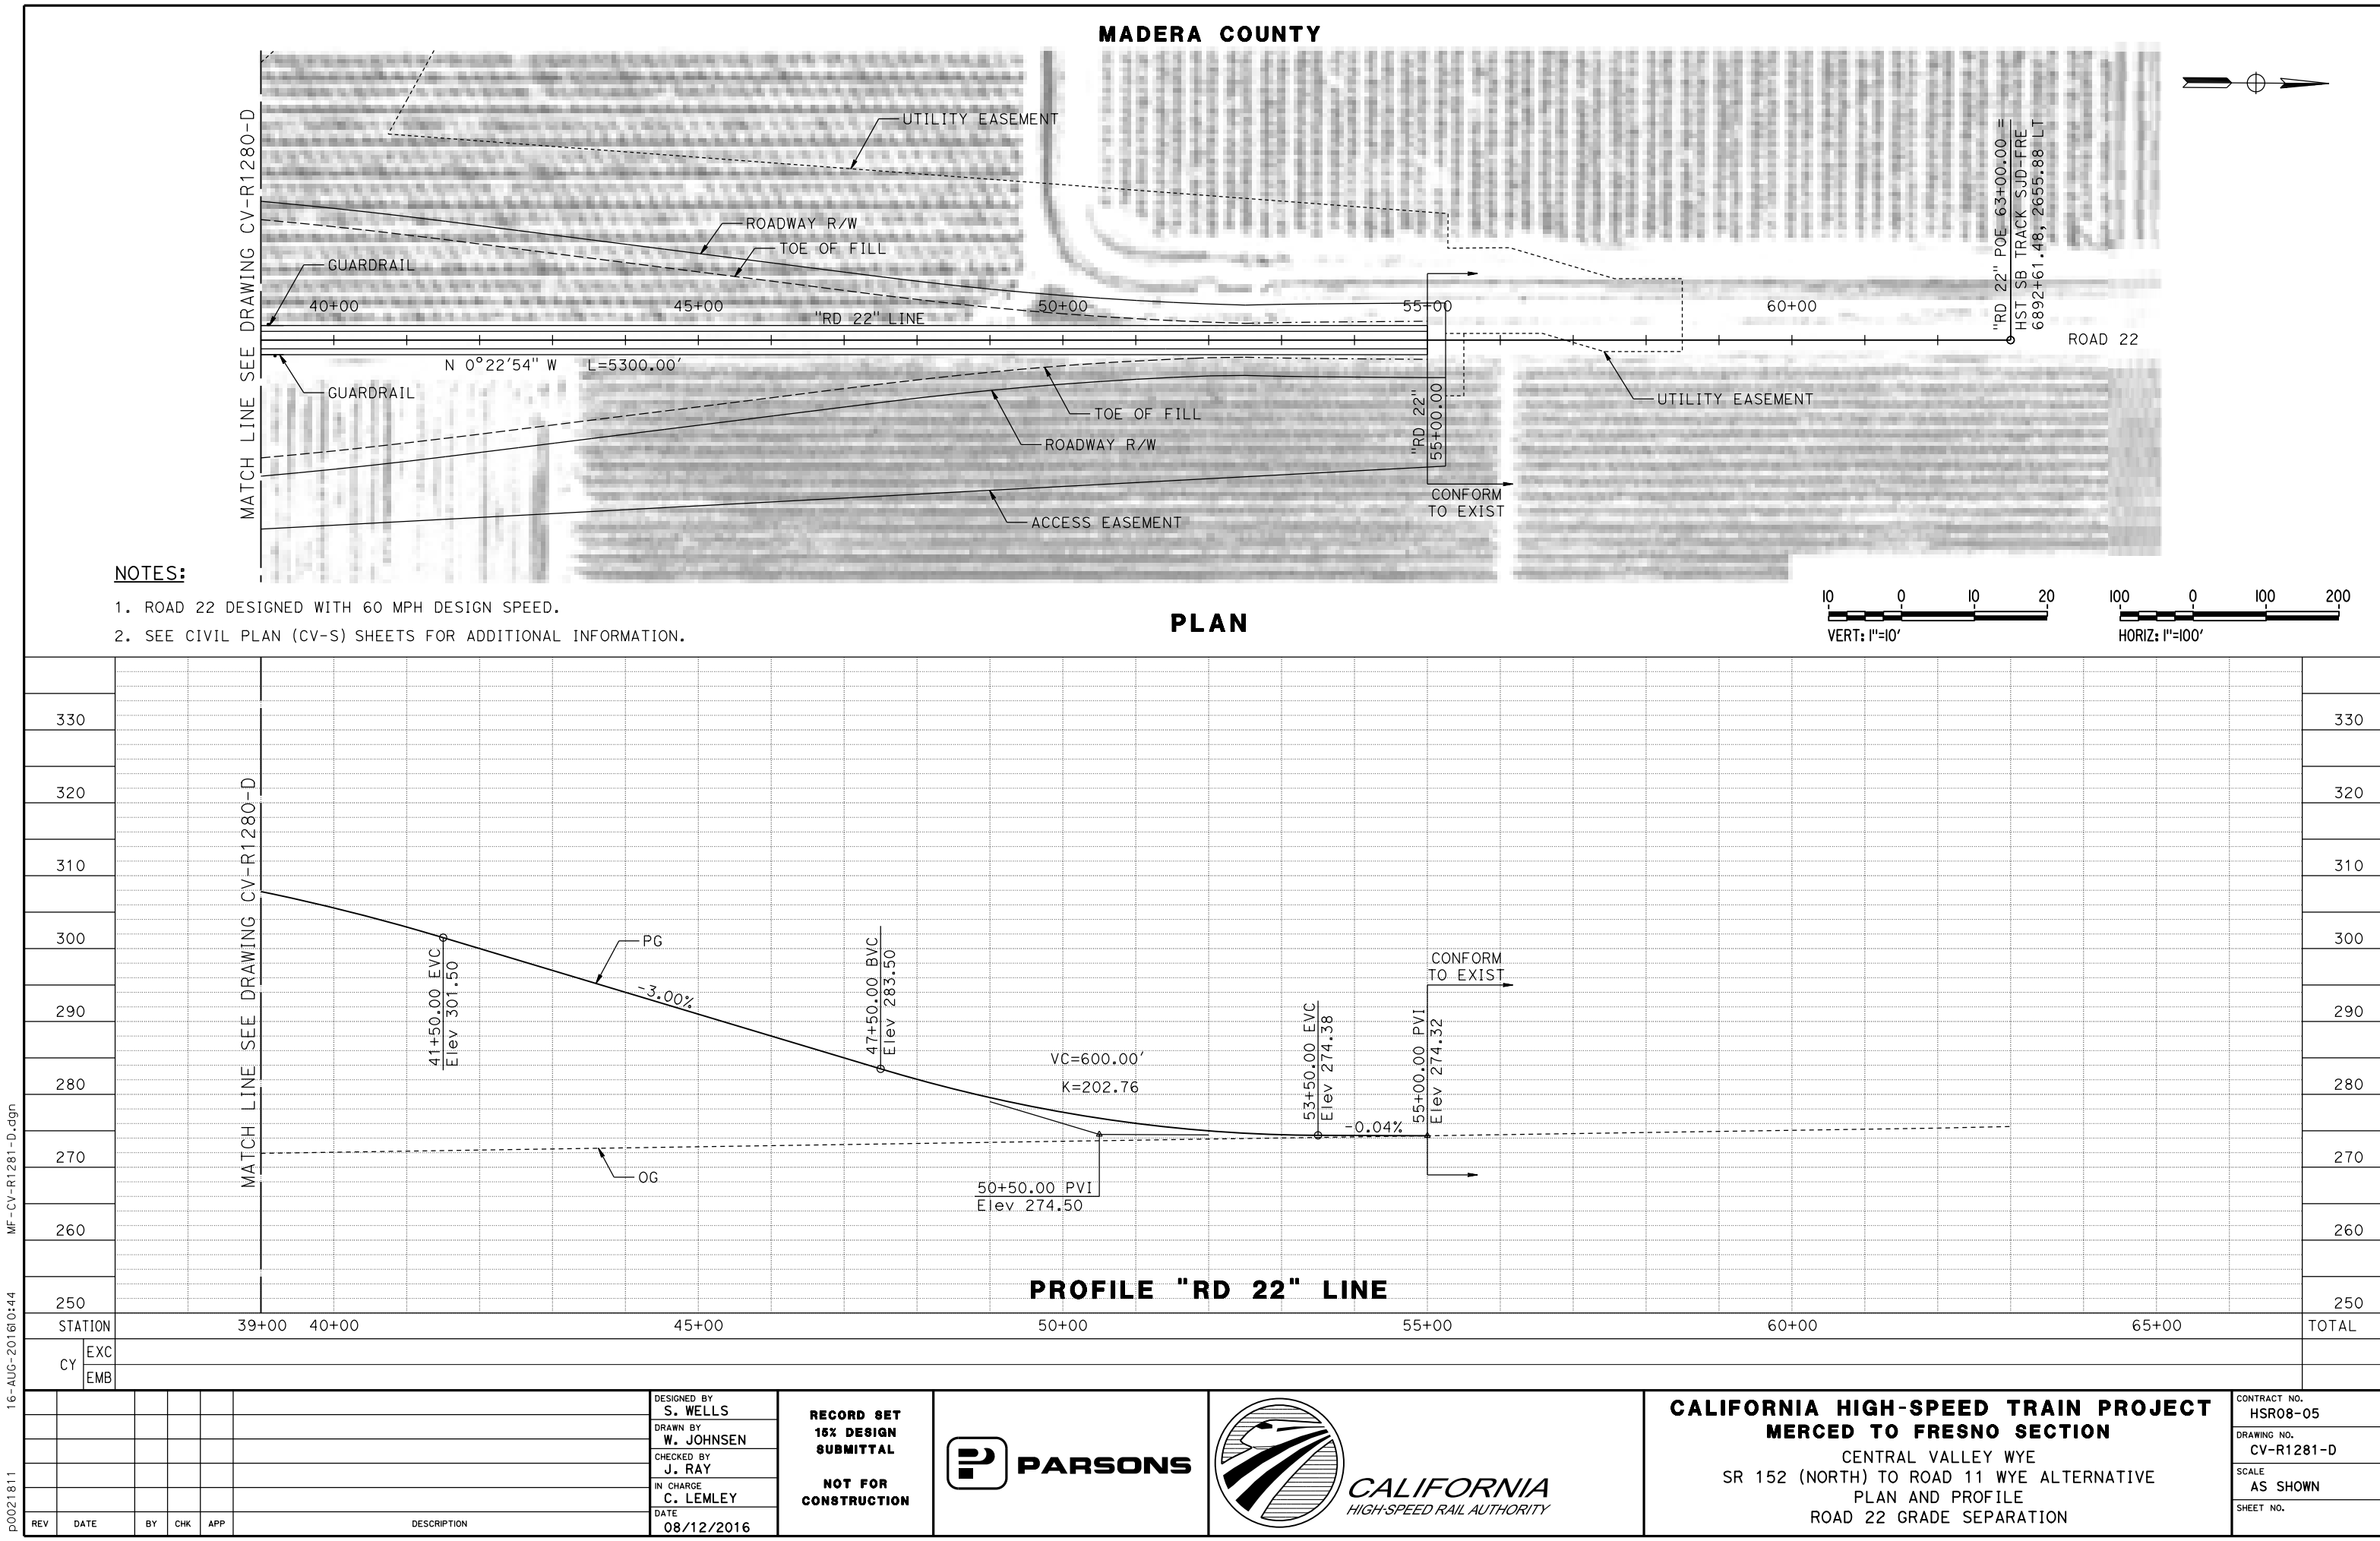 MADERA COUNTY
MATCH LINE SEE DRAWING CV-R1280-D
UTILITY EASEMENT
ROADWAY R/W
TOE OF FILL
GUARDRAIL
40+00
45+00
50+00
55+00
60+00
"RD 22" LINE
N 0°22'54" W L=5300.00'
GUARDRAIL
TOE OF FILL
ROADWAY R/W
ACCESS EASEMENT
"RD 22"
55+00.00
CONFORM
TO EXIST
UTILITY EASEMENT
"RD 22" POE 63+00.00 =
HST SB TRACK SJD-FRE
6892+61.48, 2655.88 LT
ROAD 22
NOTES:
1. ROAD 22 DESIGNED WITH 60 MPH DESIGN SPEED.
2. SEE CIVIL PLAN (CV-S) SHEETS FOR ADDITIONAL INFORMATION.
PLAN
10 0 10 20
VERT: 1"=10'
100 0 100 200
HORIZ: 1"=100'
330 330
320 320
310 310
300 300
290 290
280 280
270 270
260 260
250 250
MATCH LINE SEE DRAWING CV-R1280-D
41+50.00 EVC
Elev 301.50
PG
-3.00%
47+50.00 BVC
Elev 283.50
VC=600.00'
K=202.76
53+50.00 EVC
Elev 274.38
-0.04%
55+00.00 PVI
Elev 274.32
CONFORM
TO EXIST
OG
50+50.00 PVI
Elev 274.50
PROFILE "RD 22" LINE
STATION 39+00 40+00 45+00 50+00 55+00 60+00 65+00 TOTAL
CY
EXC
EMB
REV DATE BY CHK APP DESCRIPTION
DESIGNED BY
S. WELLS
DRAWN BY
W. JOHNSEN
CHECKED BY
J. RAY
IN CHARGE
C. LEMLEY
DATE
08/12/2016
RECORD SET
15% DESIGN
SUBMITTAL
NOT FOR
CONSTRUCTION
PARSONS
CALIFORNIA
HIGH-SPEED RAIL AUTHORITY
CALIFORNIA HIGH-SPEED TRAIN PROJECT
MERCED TO FRESNO SECTION
CENTRAL VALLEY WYE
SR 152 (NORTH) TO ROAD 11 WYE ALTERNATIVE
PLAN AND PROFILE
ROAD 22 GRADE SEPARATION
CONTRACT NO.
HSR08-05
DRAWING NO.
CV-R1281-D
SCALE
AS SHOWN
SHEET NO.
p0021811 16-AUG-2016 10:44 MF-CV-R1281-D.dgn